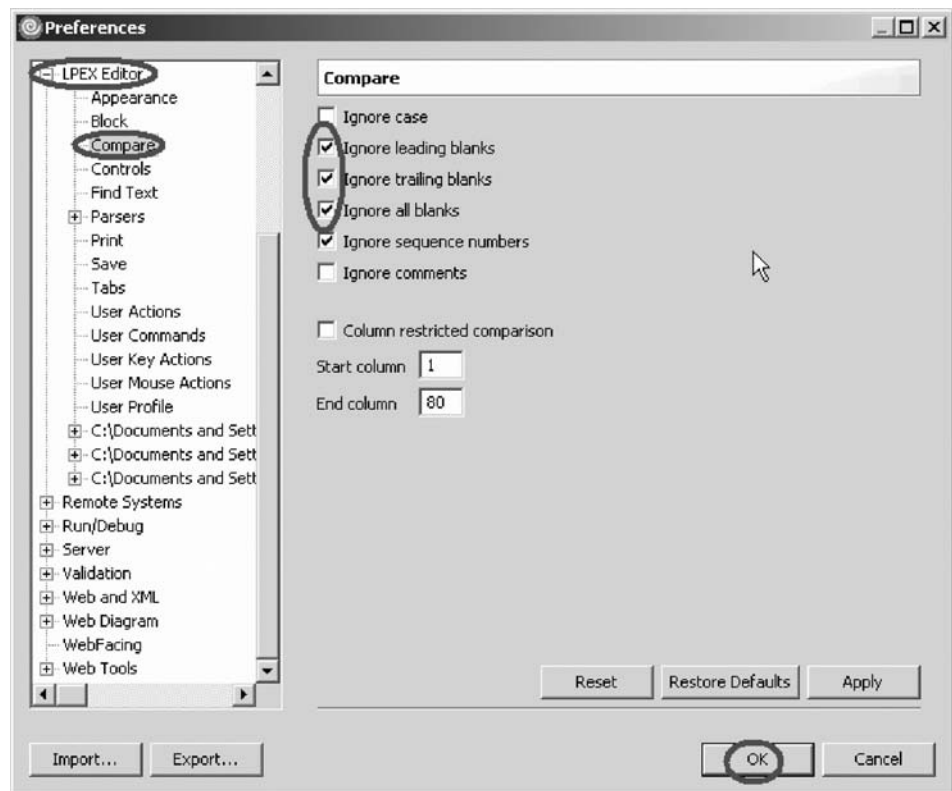 Preferences
LPEX Editor
Appearance
Block
Compare
Controls
Find Text
Parsers
Print
Save
Tabs
User Actions
User Commands
User Key Actions
User Mouse Actions
User Profile
C:\Documents and Sett
C:\Documents and Sett
C:\Documents and Sett
Remote Systems
Run/Debug
Server
Validation
Web and XML
Web Diagram
WebFacing
Web Tools
Compare
Ignore case
Ignore leading blanks
Ignore trailing blanks
Ignore all blanks
Ignore sequence numbers
Ignore comments
Column restricted comparison
Start column 1
End column 80
Reset Restore Defaults Apply
Import... Export... OK Cancel